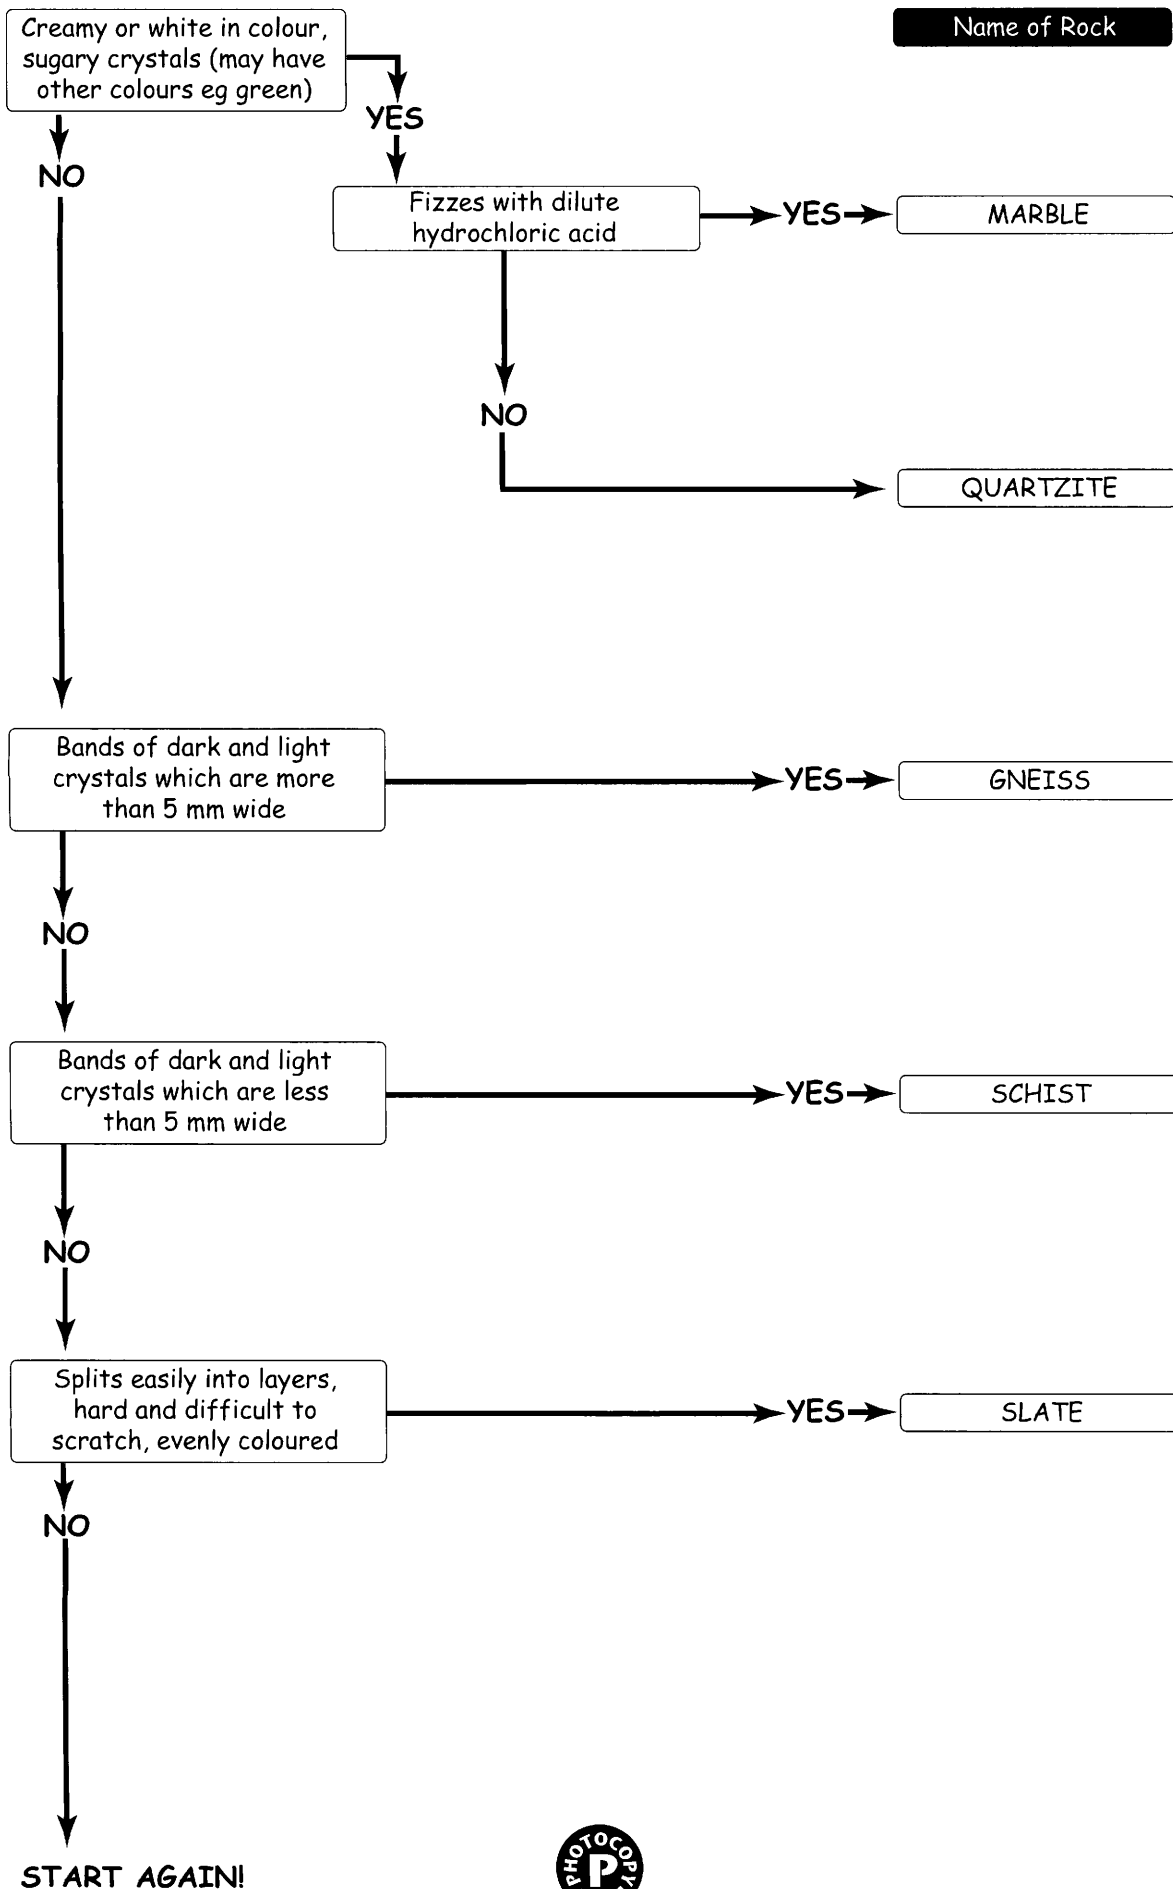 Creamy or white in colour,
sugary crystals (may have
other colours eg green)
Name of Rock
YES
NO
Fizzes with dilute
hydrochloric acid
YES
MARBLE
NO
QUARTZITE
Bands of dark and light
crystals which are more
than 5 mm wide
YES
GNEISS
NO
Bands of dark and light
crystals which are less
than 5 mm wide
YES
SCHIST
NO
Splits easily into layers,
hard and difficult to
scratch, evenly coloured
YES
SLATE
NO
START AGAIN!
PHOTOCOPY
P